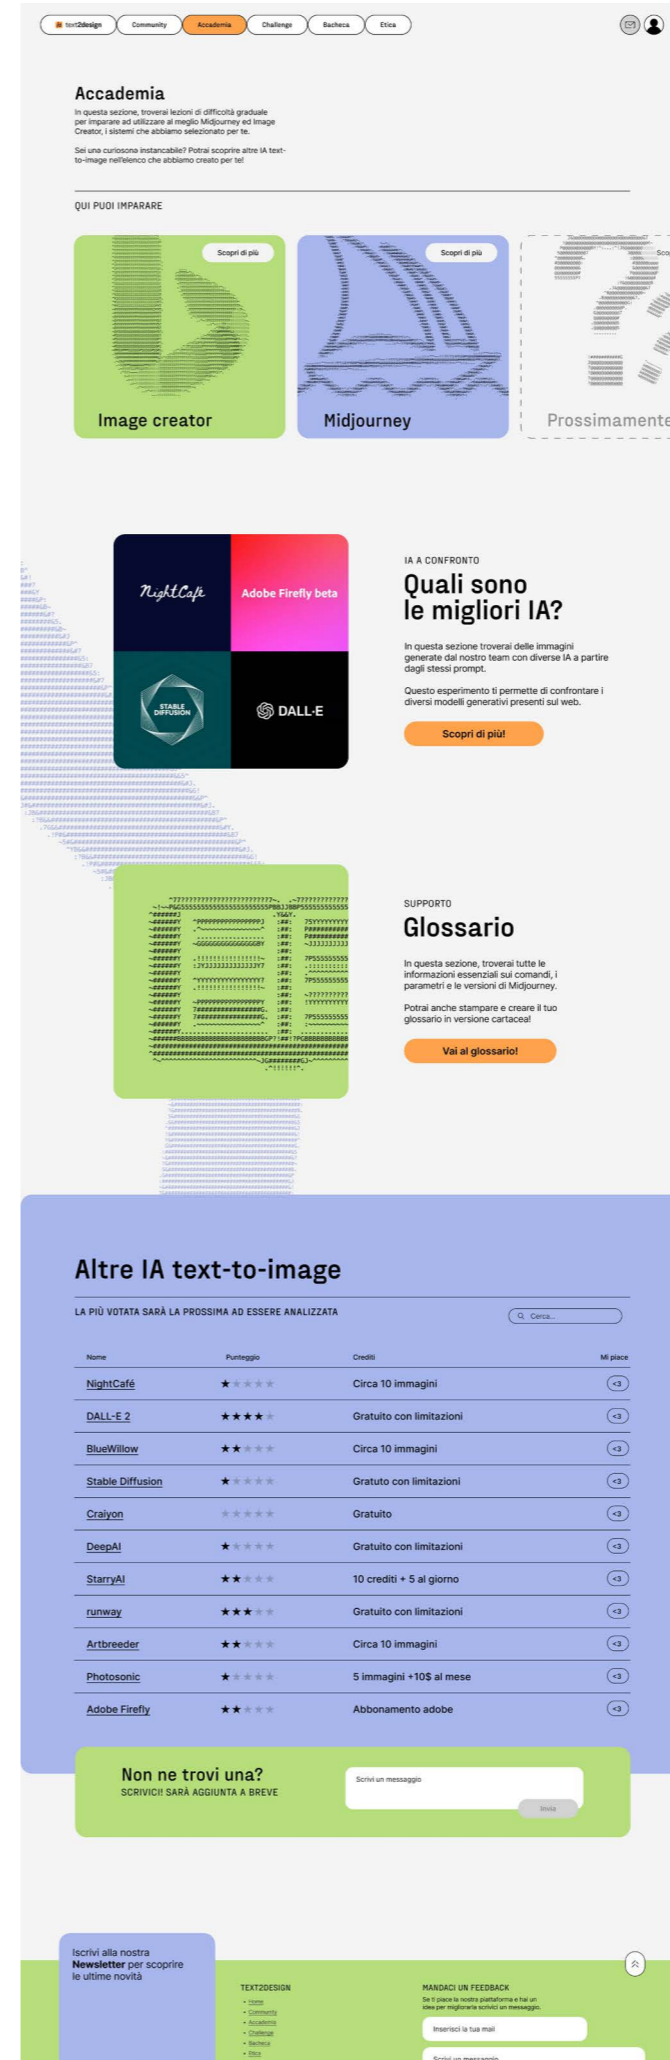 text2design
Community
Accademia
Challenge
Bacheca
Etica
Accademia
In questa sezione, troverai lezioni di difficoltà graduale
per imparare ad utilizzare al meglio Midjourney ed Image
Creator, i sistemi che abbiamo selezionato per te.
Sei una curiosona instancabile? Potrai scoprire altre IA text-
to-image nell'elenco che abbiamo creato per te!
QUI PUOI IMPARARE
Scopri di più
Image creator
Scopri di più
Midjourney
Prossimamente
NightCafe
Adobe Firefly beta
STABLE
DIFFUSION
DALL·E
IA A CONFRONTO
Quali sono
le migliori IA?
In questa sezione troverai delle immagini
generate dal nostro team con diverse IA a partire
dagli stessi prompt.
Questo esperimento ti permette di confrontare i
diversi modelli generativi presenti sul web.
Scopri di più!
SUPPORTO
Glossario
In questa sezione, troverai tutte le
informazioni essenziali sui comandi, i
parametri e le versioni di Midjourney.
Potrai anche stampare e creare il tuo
glossario in versione cartacea!
Vai al glossario!
Altre IA text-to-image
LA PIÙ VOTATA SARÀ LA PROSSIMA AD ESSERE ANALIZZATA
Cerca...
Nome Punteggio Crediti Mi piace
NightCafé ★★★★★ Circa 10 immagini <3
DALL-E 2 ★★★★★ Gratuito con limitazioni <3
BlueWillow ★★★★★ Circa 10 immagini <3
Stable Diffusion ★★★★★ Gratuto con limitazioni <3
Craiyon ★★★★★ Gratuito <3
DeepAI ★★★★★ Gratuito con limitazioni <3
StarryAI ★★★★★ 10 crediti + 5 al giorno <3
runway ★★★★★ Gratuito con limitazioni <3
Artbreeder ★★★★★ Circa 10 immagini <3
Photosonic ★★★★★ 5 immagini +10$ al mese <3
Adobe Firefly ★★★★★ Abbonamento adobe <3
Non ne trovi una?
SCRIVICI! SARÀ AGGIUNTA A BREVE
Scrivi un messaggio
Invia
Iscrivi alla nostra
Newsletter per scoprire
le ultime novità
TEXT2DESIGN
• Home
• Community
• Accademia
• Challenge
• Bacheca
• Etica
MANDACI UN FEEDBACK
Se ti piace la nostra piattaforma e hai un
idea per migliorarla scrivici un messaggio.
Inserisci la tua mail
Scrivi un messaggio